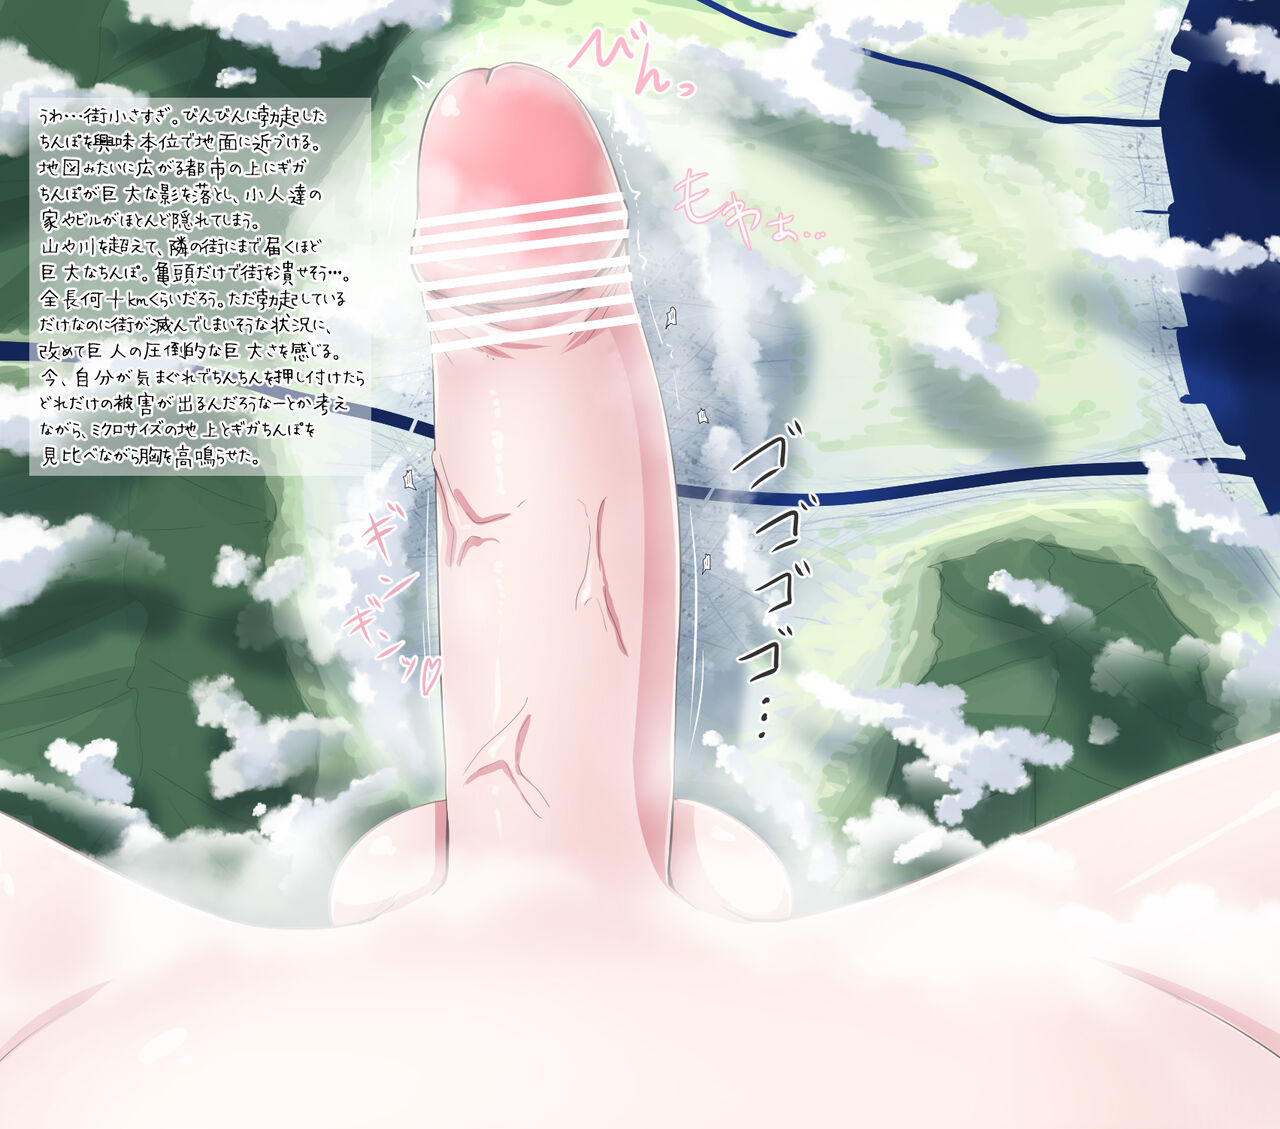 うわ…街小さすぎ。びんびんに勃起した
ちんぽを興味本位で地面に近づける。
地図みたいに広がる都市の上にギガ
ちんぽが巨大な影を落とし、小人達の
家やビルがほとんど隠れてしまう。
山や川を超えて、隣の街にまで届くほど
巨大なちんぽ。亀頭だけで街を潰せそう…。
全長何十kmくらいだろう。ただ勃起している
だけなのに街が滅んでしまいそうな状況に、
改めて巨人の圧倒的な巨大さを感じる。
今、自分が気まぐれでちんちんを押し付けたら
どれだけの被害が出るんだろうなーとか考え
ながら、ミクロサイズの地上とギガちんぽを
見比べながら胸を高鳴らせた。
びんっ
もわぁ…
ゴゴゴゴ…
ギンギンッ♡